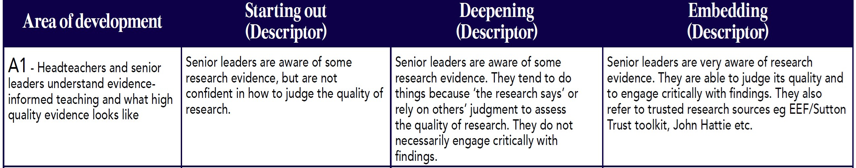 Area of development
Starting out
(Descriptor)
Deepening
(Descriptor)
Embedding
(Descriptor)
A1 - Headteachers and senior
leaders understand evidence-
informed teaching and what high
quality evidence looks like
Senior leaders are aware of some
research evidence, but are not
confident in how to judge the quality of
research.
Senior leaders are aware of some
research evidence. They tend to do
things because ‘the research says’ or
rely on others’ judgment to assess
the quality of research. They do not
necessarily engage critically with
findings.
Senior leaders are very aware of research
evidence. They are able to judge its quality and
to engage critically with findings. They also
refer to trusted research sources eg EEF/Sutton
Trust toolkit, John Hattie etc.